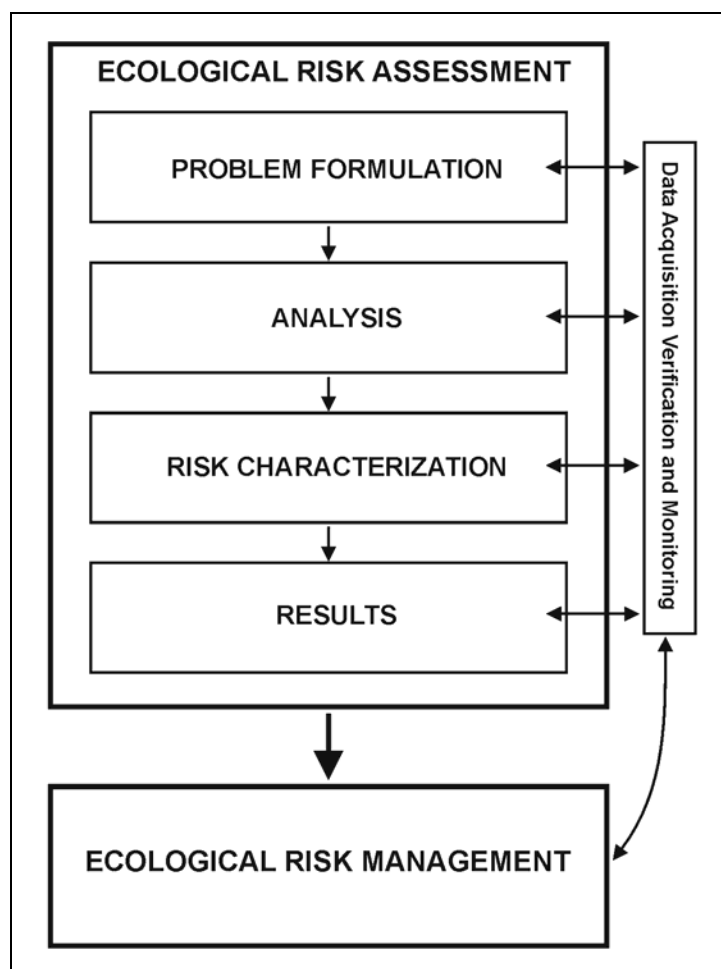 ECOLOGICAL RISK ASSESSMENT
PROBLEM FORMULATION
ANALYSIS
RISK CHARACTERIZATION
RESULTS
Data Acquisition Verification and Monitoring
ECOLOGICAL RISK MANAGEMENT